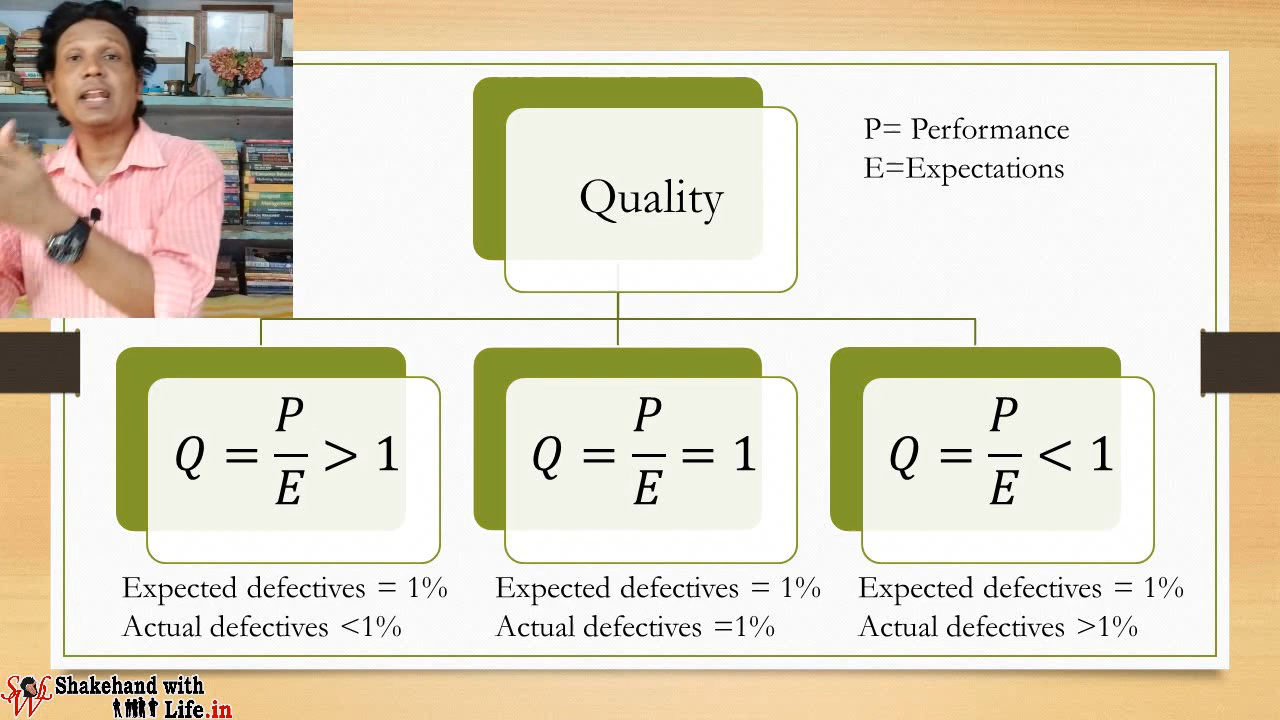 Quality
P= Performance
E=Expectations
Q = P/E > 1
Q = P/E = 1
Q = P/E < 1
Expected defectives = 1%
Actual defectives <1%
Expected defectives = 1%
Actual defectives =1%
Expected defectives = 1%
Actual defectives >1%
Shakehand with
Life.in